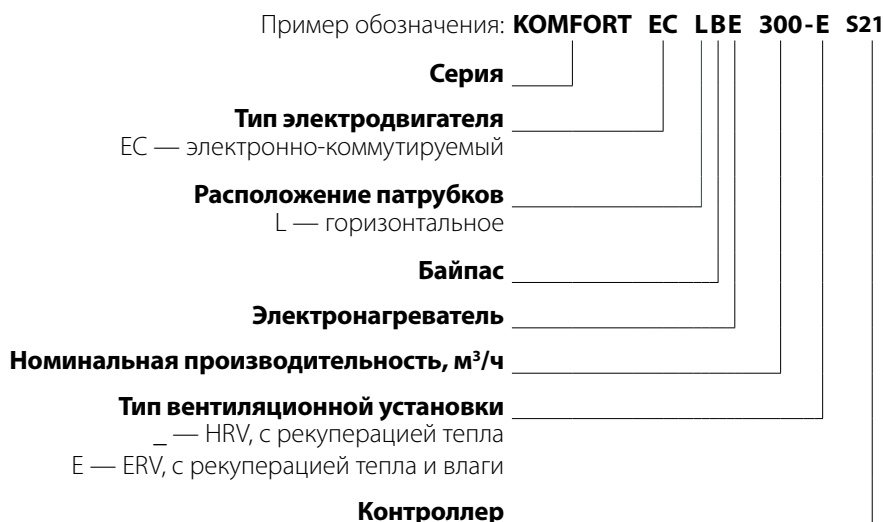 Пример обозначения: KOMFORT EC LBE 300-E S21
Серия
Тип электродвигателя
ЕС — электронно-коммутируемый
Расположение патрубков
L — горизонтальное
Байпас
Электронагреватель
Номинальная производительность, м³/ч
Тип вентиляционной установки
_ — HRV, с рекуперацией тепла
E — ERV, с рекуперацией тепла и влаги
Контроллер